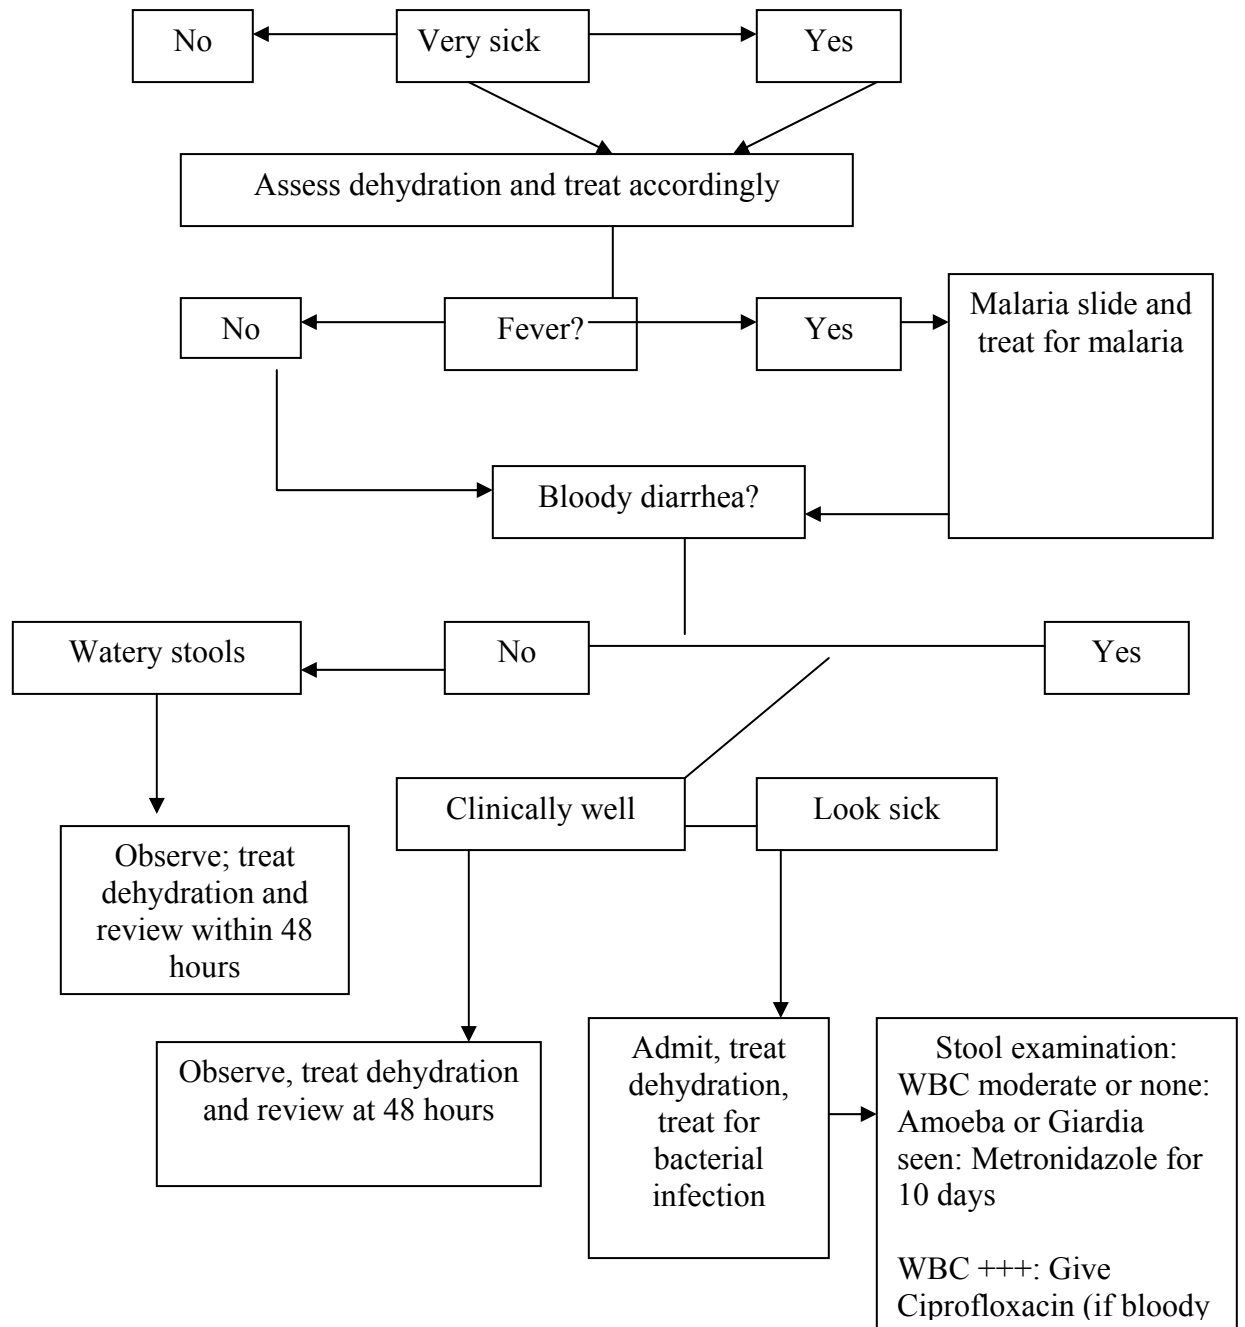 No
Very sick
Yes
Assess dehydration and treat accordingly
No
Fever?
Yes
Malaria slide and
treat for malaria
Bloody diarrhea?
Watery stools
No
Yes
Clinically well
Look sick
Observe; treat
dehydration and
review within 48
hours
Observe, treat dehydration
and review at 48 hours
Admit, treat
dehydration,
treat for
bacterial
infection
Stool examination:
WBC moderate or none:
Amoeba or Giardia
seen: Metronidazole for
10 days
WBC +++: Give
Ciprofloxacin (if bloody